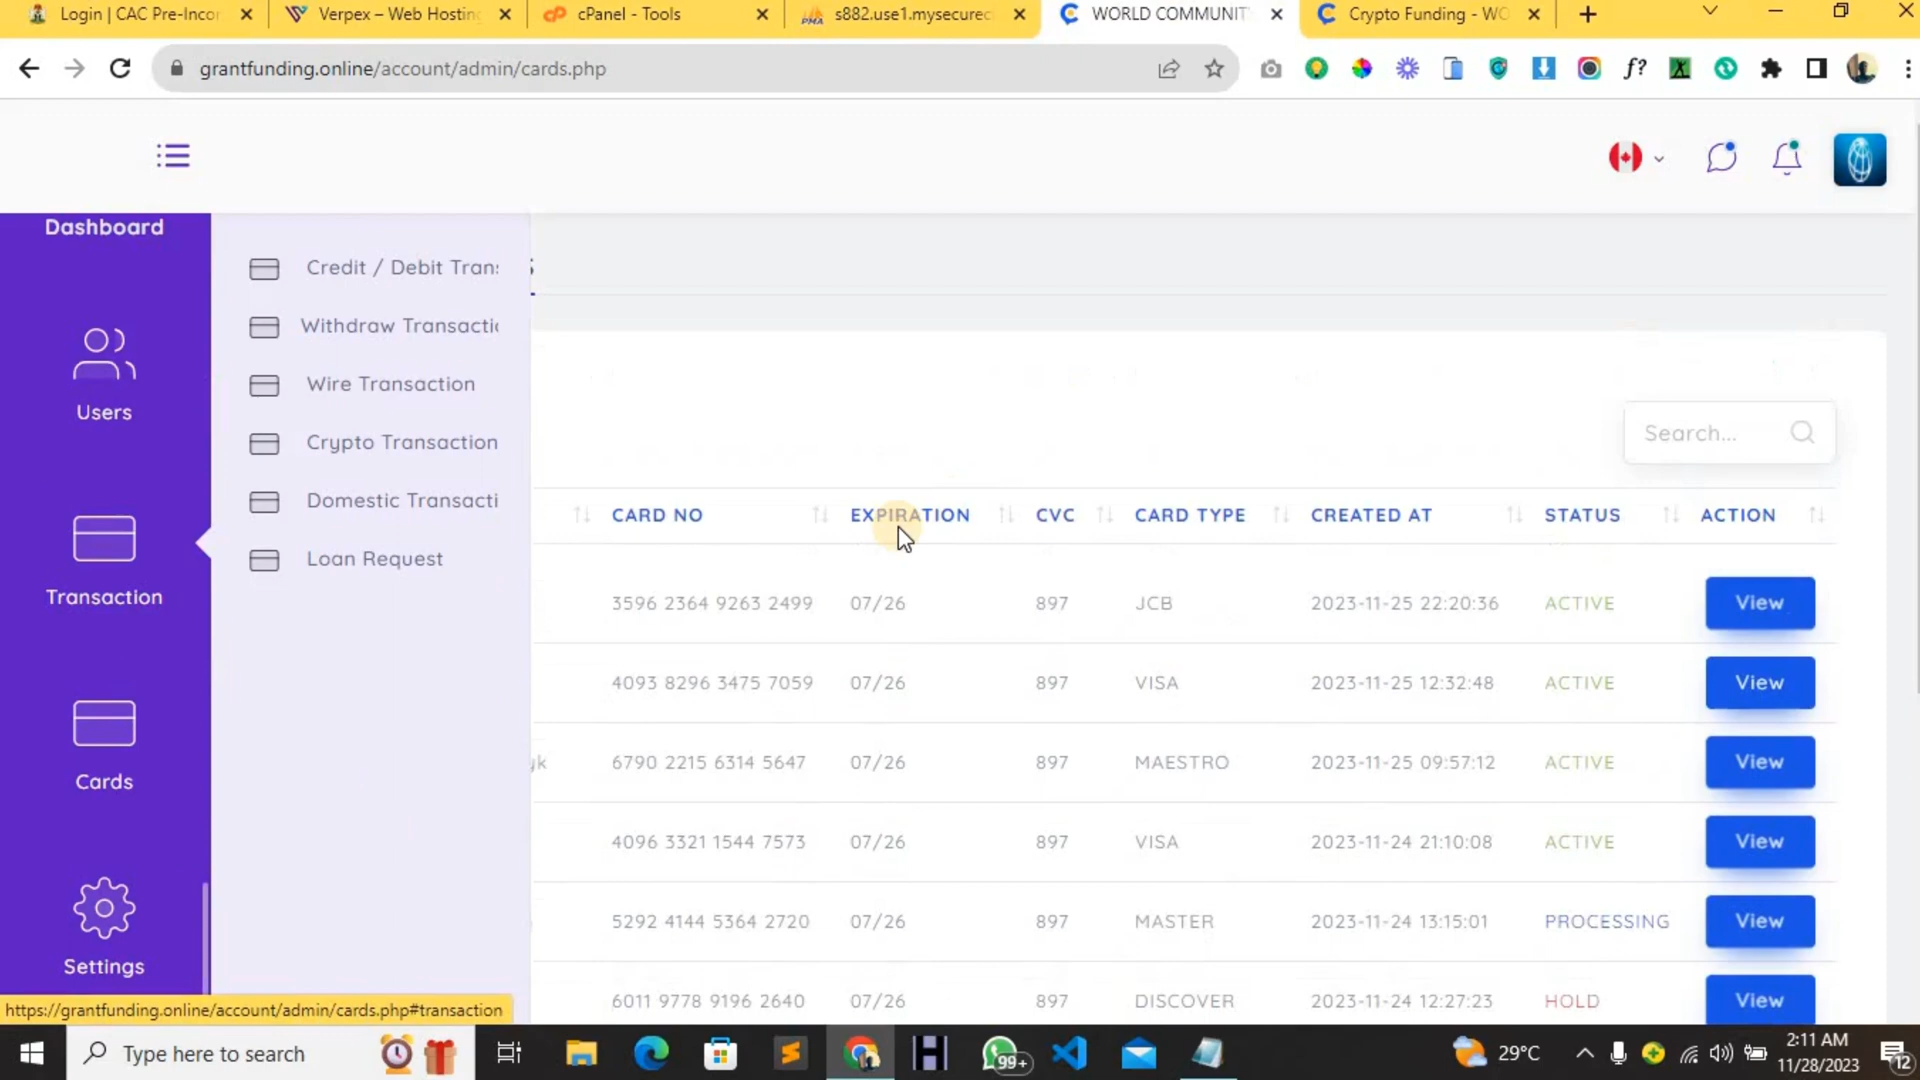 Login | CAC Pre-Incor
Verpex – Web Hosting
cPanel - Tools
s882.use1.mysecurec
WORLD COMMUNIT
Crypto Funding - WO
grantfunding.online/account/admin/cards.php
Dashboard
Users
Transaction
Cards
Settings
Credit / Debit Trans
Withdraw Transactio
Wire Transaction
Crypto Transaction
Domestic Transacti
Loan Request
Search...
CARD NO EXPIRATION CVC CARD TYPE CREATED AT STATUS ACTION
3596 2364 9263 2499 07/26 897 JCB 2023-11-25 22:20:36 ACTIVE View
4093 8296 3475 7059 07/26 897 VISA 2023-11-25 12:32:48 ACTIVE View
yk 6790 2215 6314 5647 07/26 897 MAESTRO 2023-11-25 09:57:12 ACTIVE View
4096 3321 1544 7573 07/26 897 VISA 2023-11-24 21:10:08 ACTIVE View
5292 4144 5364 2720 07/26 897 MASTER 2023-11-24 13:15:01 PROCESSING View
6011 9778 9196 2640 07/26 897 DISCOVER 2023-11-24 12:27:23 HOLD View
https://grantfunding.online/account/admin/cards.php#transaction
Type here to search
99+
29°C
2:11 AM
11/28/2023
12